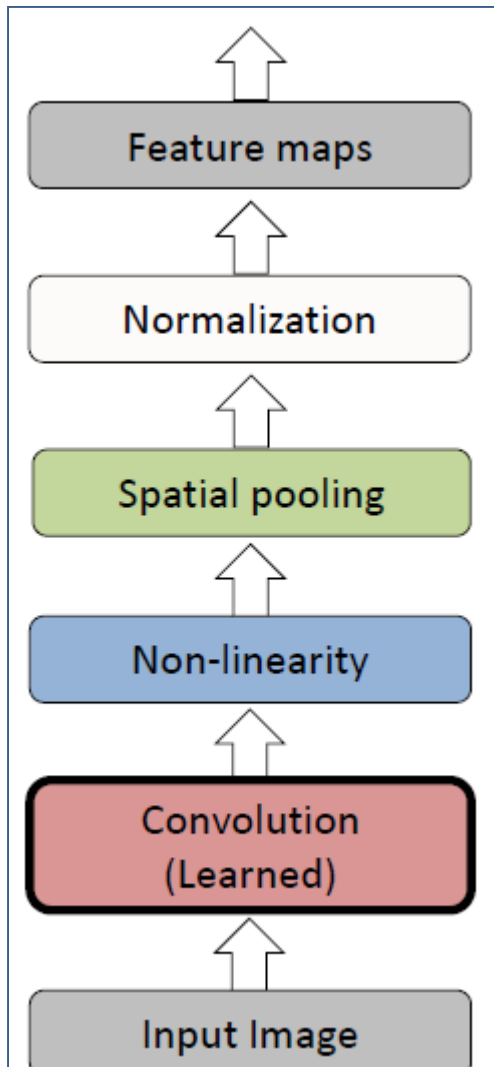 Feature maps
Normalization
Spatial pooling
Non-linearity
Convolution
(Learned)
Input Image